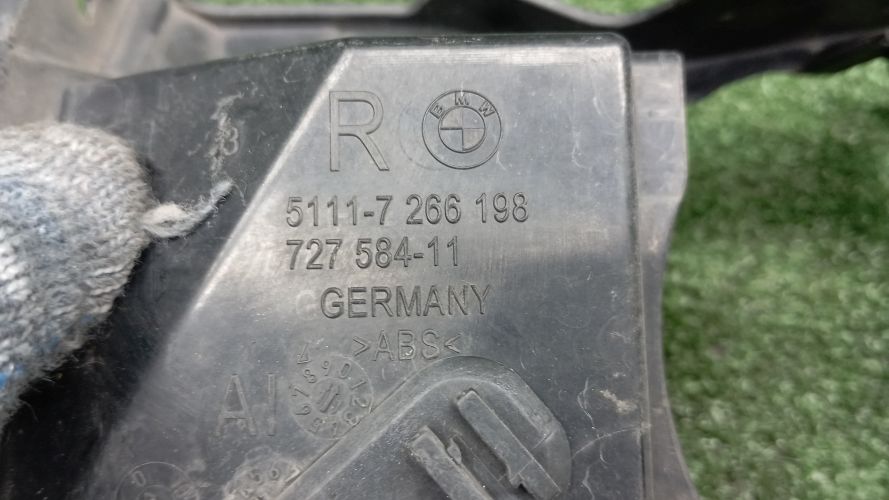 R BMW
5111-7 266 198
727 584-11
GERMANY
>ABS<
AI